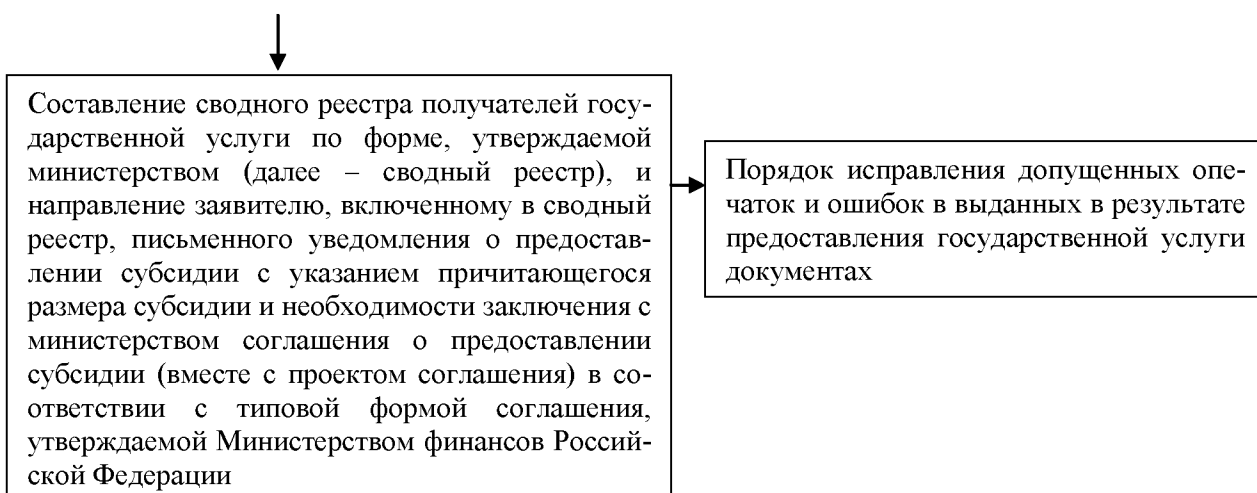 Составление сводного реестра получателей госу-
дарственной услуги по форме, утверждаемой
министерством (далее – сводный реестр), и
направление заявителю, включенному в сводный
реестр, письменного уведомления о предостав-
лении субсидии с указанием причитающегося
размера субсидии и необходимости заключения с
министерством соглашения о предоставлении
субсидии (вместе с проектом соглашения) в со-
ответствии с типовой формой соглашения,
утверждаемой Министерством финансов Россий-
ской Федерации
Порядок исправления допущенных опе-
чаток и ошибок в выданных в результате
предоставления государственной услуги
документах